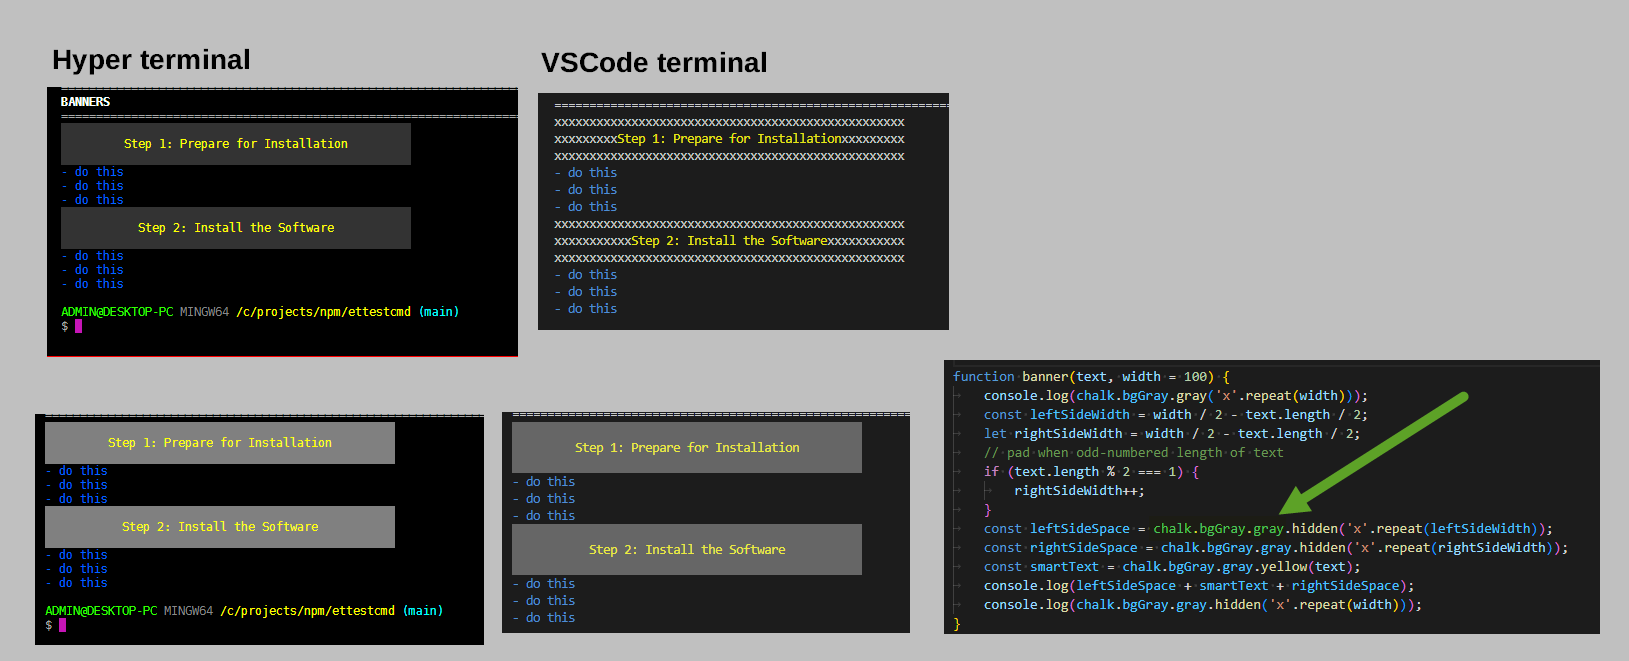 Hyper terminal
=================================================================
BANNERS
=================================================================
Step 1: Prepare for Installation
- do this
- do this
- do this
Step 2: Install the Software
- do this
- do this
- do this
ADMIN@DESKTOP-PC MINGW64 /c/projects/npm/ettestcmd (main)
$
VSCode terminal
========================================================
xxxxxxxxxxxxxxxxxxxxxxxxxxxxxxxxxxxxxxxxxxxxxxxxxx
xxxxxxxxxStep 1: Prepare for Installationxxxxxxxxx
xxxxxxxxxxxxxxxxxxxxxxxxxxxxxxxxxxxxxxxxxxxxxxxxxx
- do this
- do this
- do this
xxxxxxxxxxxxxxxxxxxxxxxxxxxxxxxxxxxxxxxxxxxxxxxxxx
xxxxxxxxxxxStep 2: Install the Softwarexxxxxxxxxxx
xxxxxxxxxxxxxxxxxxxxxxxxxxxxxxxxxxxxxxxxxxxxxxxxxx
- do this
- do this
- do this
Step 1: Prepare for Installation
- do this
- do this
- do this
Step 2: Install the Software
- do this
- do this
- do this
ADMIN@DESKTOP-PC MINGW64 /c/projects/npm/ettestcmd (main)
$
=========================================================
Step 1: Prepare for Installation
- do this
- do this
- do this
Step 2: Install the Software
- do this
- do this
- do this
function banner(text, width = 100) {
console.log(chalk.bgGray.gray('x'.repeat(width)));
const leftSideWidth = width / 2 - text.length / 2;
let rightSideWidth = width / 2 - text.length / 2;
// pad when odd-numbered length of text
if (text.length % 2 === 1) {
rightSideWidth++;
}
const leftSideSpace = chalk.bgGray.gray.hidden('x'.repeat(leftSideWidth));
const rightSideSpace = chalk.bgGray.gray.hidden('x'.repeat(rightSideWidth));
const smartText = chalk.bgGray.gray.yellow(text);
console.log(leftSideSpace + smartText + rightSideSpace);
console.log(chalk.bgGray.gray.hidden('x'.repeat(width)));
}